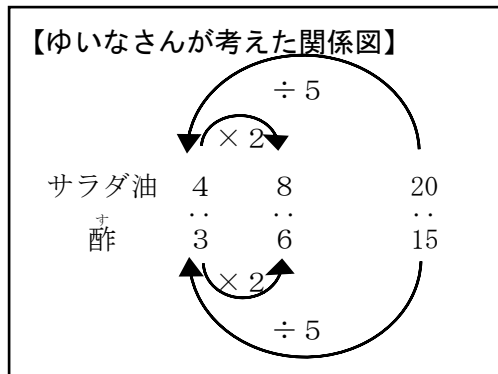 【ゆいなさんが考えた関係図】
÷5
×2
サラダ油 4 8 20
‥ ‥ ‥
す
酢 3 6 15
×2
÷5